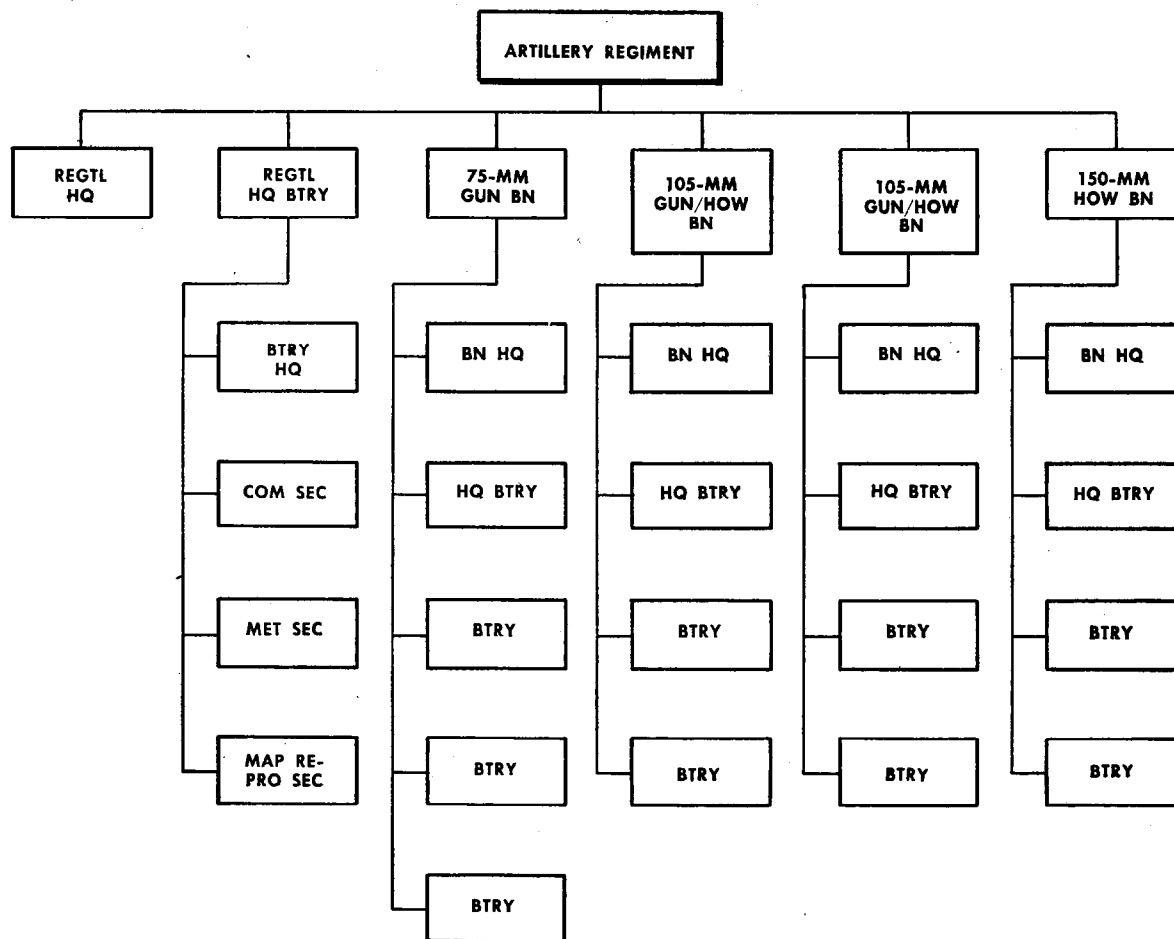 ARTILLERY REGIMENT
REGTL
HQ
REGTL
HQ BTRY
75-MM
GUN BN
105-MM
GUN/HOW
BN
105-MM
GUN/HOW
BN
150-MM
HOW BN
BTRY
HQ
BN HQ
BN HQ
BN HQ
BN HQ
COM SEC
HQ BTRY
HQ BTRY
HQ BTRY
HQ BTRY
MET SEC
BTRY
BTRY
BTRY
BTRY
MAP RE-
PRO SEC
BTRY
BTRY
BTRY
BTRY
BTRY